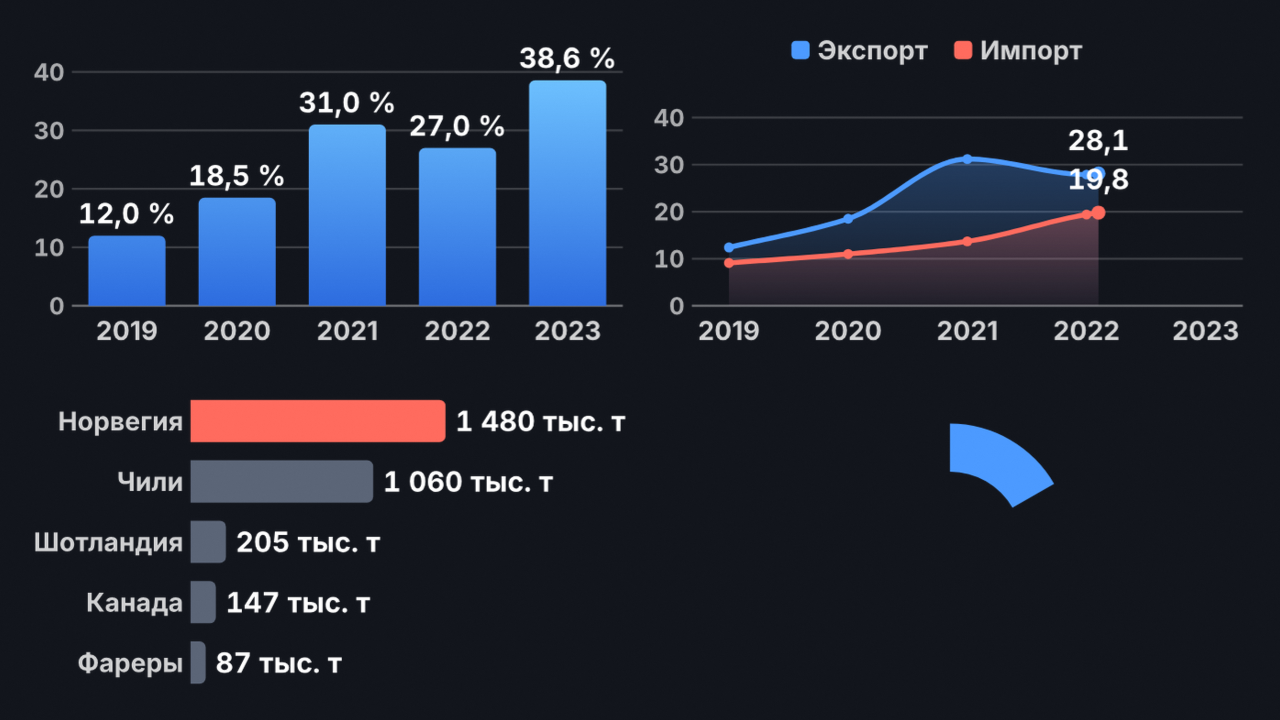 40
30
20
10
0
12,0 %
18,5 %
31,0 %
27,0 %
38,6 %
2019 2020 2021 2022 2023
Экспорт Импорт
40
30
20
10
0
28,1
19,8
2019 2020 2021 2022 2023
Норвегия 1 480 тыс. т
Чили 1 060 тыс. т
Шотландия 205 тыс. т
Канада 147 тыс. т
Фареры 87 тыс. т